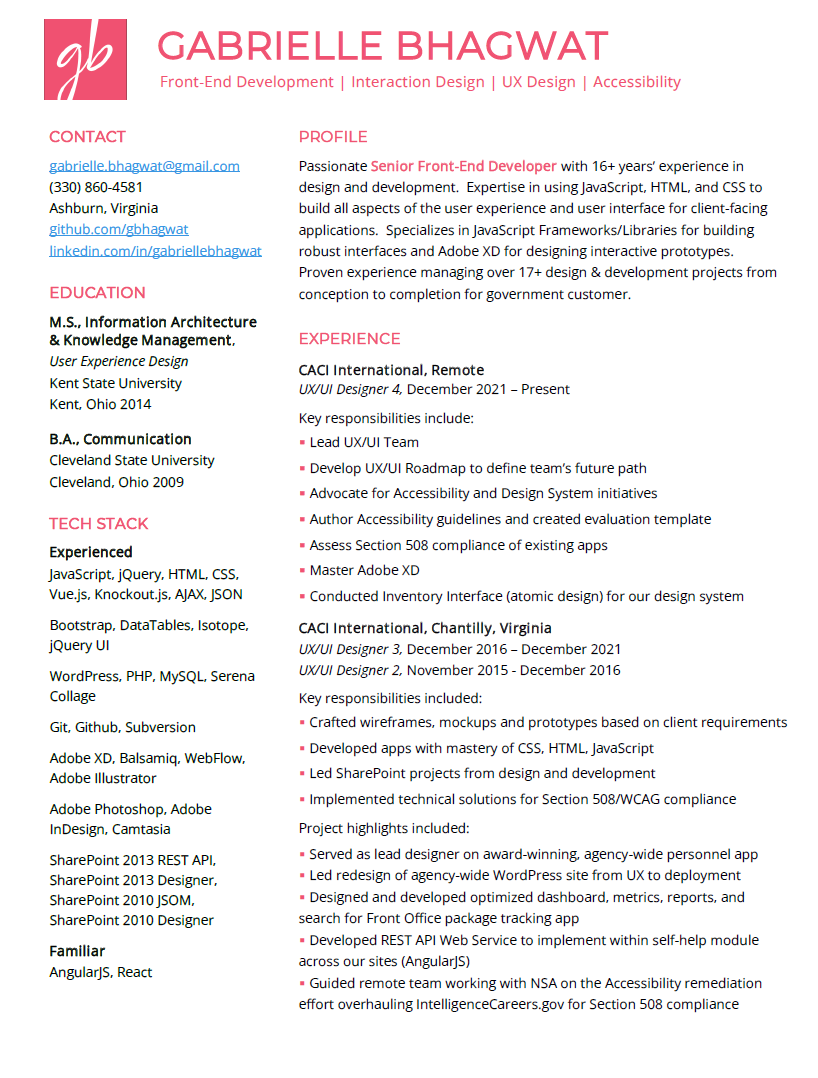 gb
GABRIELLE BHAGWAT
Front-End Development | Interaction Design | UX Design | Accessibility
CONTACT
gabrielle.bhagwat@gmail.com
(330) 860-4581
Ashburn, Virginia
github.com/gbhagwat
linkedin.com/in/gabriellebhagwat
EDUCATION
M.S., Information Architecture
& Knowledge Management,
User Experience Design
Kent State University
Kent, Ohio 2014
B.A., Communication
Cleveland State University
Cleveland, Ohio 2009
TECH STACK
Experienced
JavaScript, jQuery, HTML, CSS,
Vue.js, Knockout.js, AJAX, JSON
Bootstrap, DataTables, Isotope,
jQuery UI
WordPress, PHP, MySQL, Serena
Collage
Git, Github, Subversion
Adobe XD, Balsamiq, WebFlow,
Adobe Illustrator
Adobe Photoshop, Adobe
InDesign, Camtasia
SharePoint 2013 REST API,
SharePoint 2013 Designer,
SharePoint 2010 JSOM,
SharePoint 2010 Designer
Familiar
AngularJS, React
PROFILE
Passionate Senior Front-End Developer with 16+ years’ experience in
design and development.  Expertise in using JavaScript, HTML, and CSS to
build all aspects of the user experience and user interface for client-facing
applications.  Specializes in JavaScript Frameworks/Libraries for building
robust interfaces and Adobe XD for designing interactive prototypes.
Proven experience managing over 17+ design & development projects from
conception to completion for government customer.
EXPERIENCE
CACI International, Remote
UX/UI Designer 4, December 2021 – Present
Key responsibilities include:
▪ Lead UX/UI Team
▪ Develop UX/UI Roadmap to define team’s future path
▪ Advocate for Accessibility and Design System initiatives
▪ Author Accessibility guidelines and created evaluation template
▪ Assess Section 508 compliance of existing apps
▪ Master Adobe XD
▪ Conducted Inventory Interface (atomic design) for our design system
CACI International, Chantilly, Virginia
UX/UI Designer 3, December 2016 – December 2021
UX/UI Designer 2, November 2015 - December 2016
Key responsibilities included:
▪ Crafted wireframes, mockups and prototypes based on client requirements
▪ Developed apps with mastery of CSS, HTML, JavaScript
▪ Led SharePoint projects from design and development
▪ Implemented technical solutions for Section 508/WCAG compliance
Project highlights included:
▪ Served as lead designer on award-winning, agency-wide personnel app
▪ Led redesign of agency-wide WordPress site from UX to deployment
▪ Designed and developed optimized dashboard, metrics, reports, and
search for Front Office package tracking app
▪ Developed REST API Web Service to implement within self-help module
across our sites (AngularJS)
▪ Guided remote team working with NSA on the Accessibility remediation
effort overhauling IntelligenceCareers.gov for Section 508 compliance